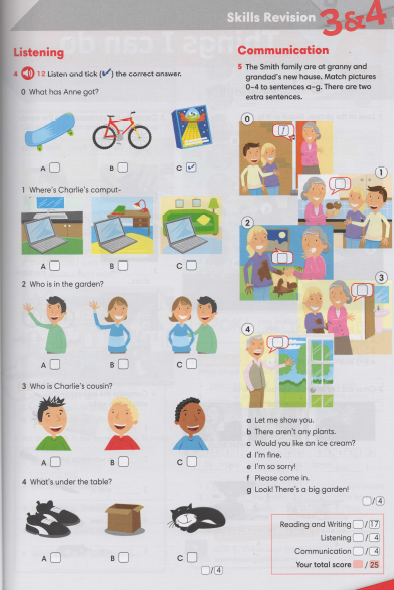 Skills Revision 3&4
Listening
4 12 Listen and tick (✓) the correct answer.
0 What has Anne got?
A B C ✓
1 Where's Charlie's comput-
A B C
2 Who is in the garden?
A B C
3 Who is Charlie's cousin?
A B C
4 What's under the table?
A B C
/4
Communication
5 The Smith family are at granny and
grandad's new hause. Match pictures
0–4 to sentences a–g. There are two
extra sentences.
0
f
1
2
3
4
a Let me show you.
b There aren't any plants.
c Would you like an ice cream?
d I'm fine.
e I'm so sorry!
f Please come in.
g Look! There's a big garden!
/4
Reading and Writing /17
Listening /4
Communication /4
Your total score /25